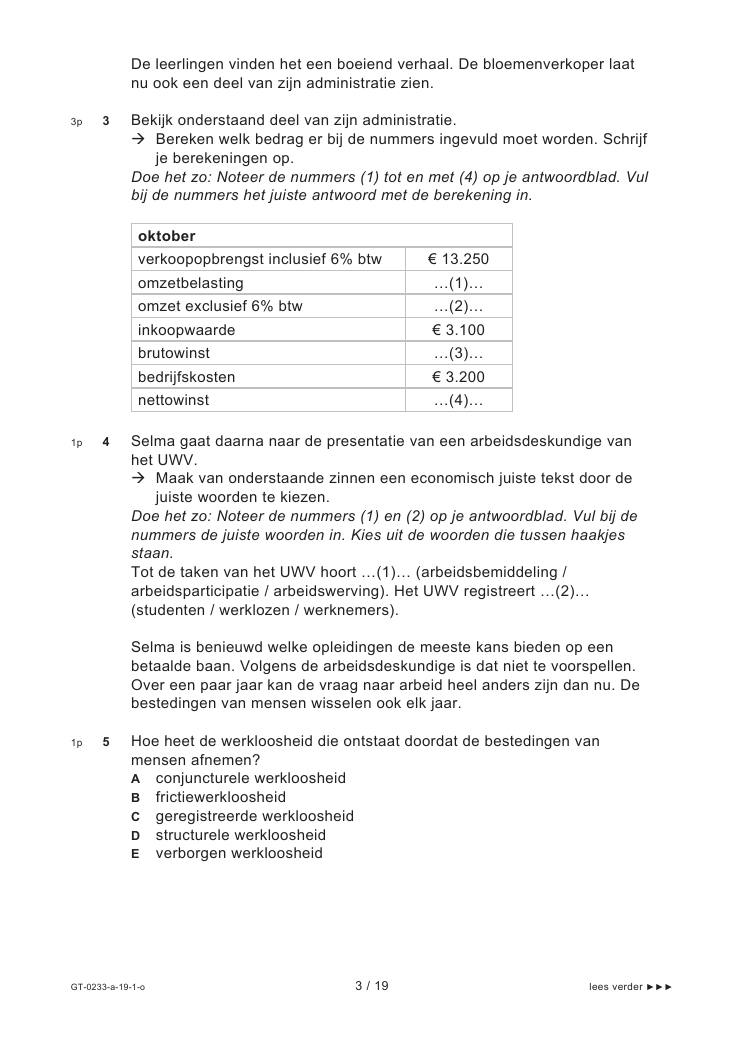 De leerlingen vinden het een boeiend verhaal. De bloemenverkoper laat
nu ook een deel van zijn administratie zien.
3p 3 Bekijk onderstaand deel van zijn administratie.
→ Bereken welk bedrag er bij de nummers ingevuld moet worden. Schrijf
je berekeningen op.
Doe het zo: Noteer de nummers (1) tot en met (4) op je antwoordblad. Vul
bij de nummers het juiste antwoord met de berekening in.
oktober
verkoopopbrengst inclusief 6% btw € 13.250
omzetbelasting …(1)…
omzet exclusief 6% btw …(2)…
inkoopwaarde € 3.100
brutowinst …(3)…
bedrijfskosten € 3.200
nettowinst …(4)…
1p 4 Selma gaat daarna naar de presentatie van een arbeidsdeskundige van
het UWV.
→ Maak van onderstaande zinnen een economisch juiste tekst door de
juiste woorden te kiezen.
Doe het zo: Noteer de nummers (1) en (2) op je antwoordblad. Vul bij de
nummers de juiste woorden in. Kies uit de woorden die tussen haakjes
staan.
Tot de taken van het UWV hoort …(1)… (arbeidsbemiddeling /
arbeidsparticipatie / arbeidswerving). Het UWV registreert …(2)…
(studenten / werklozen / werknemers).
Selma is benieuwd welke opleidingen de meeste kans bieden op een
betaalde baan. Volgens de arbeidsdeskundige is dat niet te voorspellen.
Over een paar jaar kan de vraag naar arbeid heel anders zijn dan nu. De
bestedingen van mensen wisselen ook elk jaar.
1p 5 Hoe heet de werkloosheid die ontstaat doordat de bestedingen van
mensen afnemen?
A conjuncturele werkloosheid
B frictiewerkloosheid
C geregistreerde werkloosheid
D structurele werkloosheid
E verborgen werkloosheid
GT-0233-a-19-1-o 3 / 19 lees verder ►►►